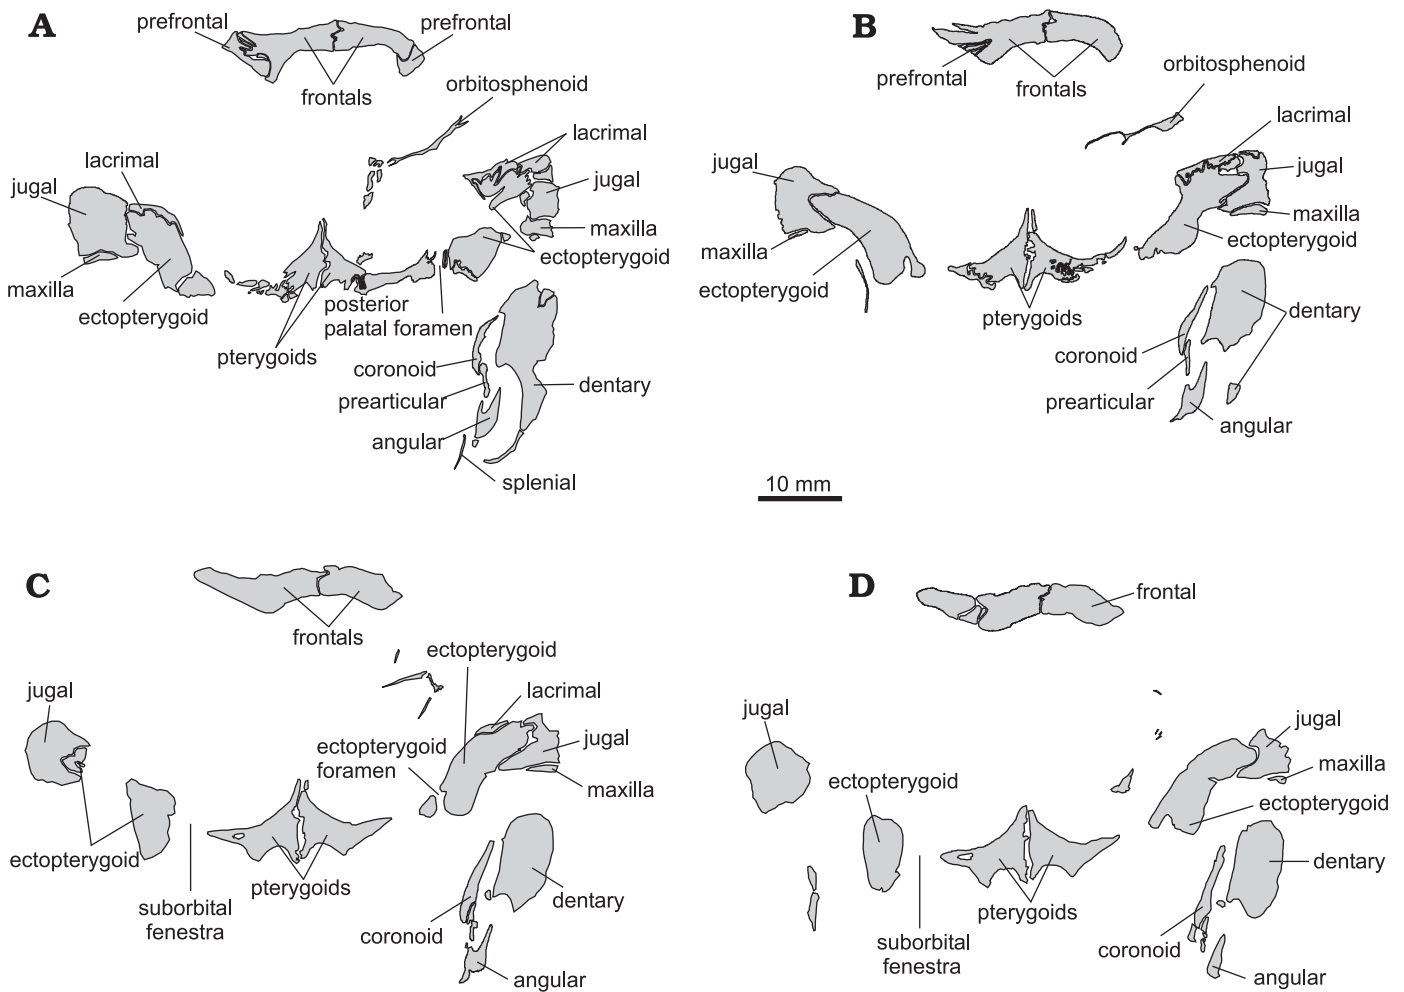 A
prefrontal
prefrontal
frontals
orbitosphenoid
lacrimal
lacrimal
jugal
jugal
maxilla
maxilla
ectopterygoid
ectopterygoid
posterior
palatal foramen
pterygoids
coronoid
prearticular
dentary
angular
splenial
B
prefrontal
frontals
orbitosphenoid
lacrimal
jugal
jugal
maxilla
maxilla
ectopterygoid
ectopterygoid
pterygoids
dentary
coronoid
prearticular
angular
10 mm
C
frontals
ectopterygoid
jugal
lacrimal
ectopterygoid
foramen
jugal
maxilla
ectopterygoid
pterygoids
suborbital
fenestra
dentary
coronoid
angular
D
frontal
jugal
jugal
maxilla
ectopterygoid
ectopterygoid
dentary
pterygoids
suborbital
fenestra
coronoid
angular